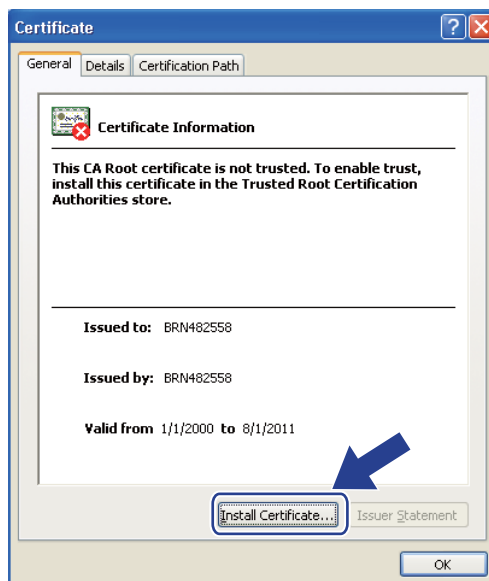 Certificate
General
Details
Certification Path
Certificate Information
This CA Root certificate is not trusted. To enable trust,
install this certificate in the Trusted Root Certification
Authorities store.
Issued to: BRN482558
Issued by: BRN482558
Valid from 1/1/2000 to 8/1/2011
Install Certificate...
Issuer Statement
OK